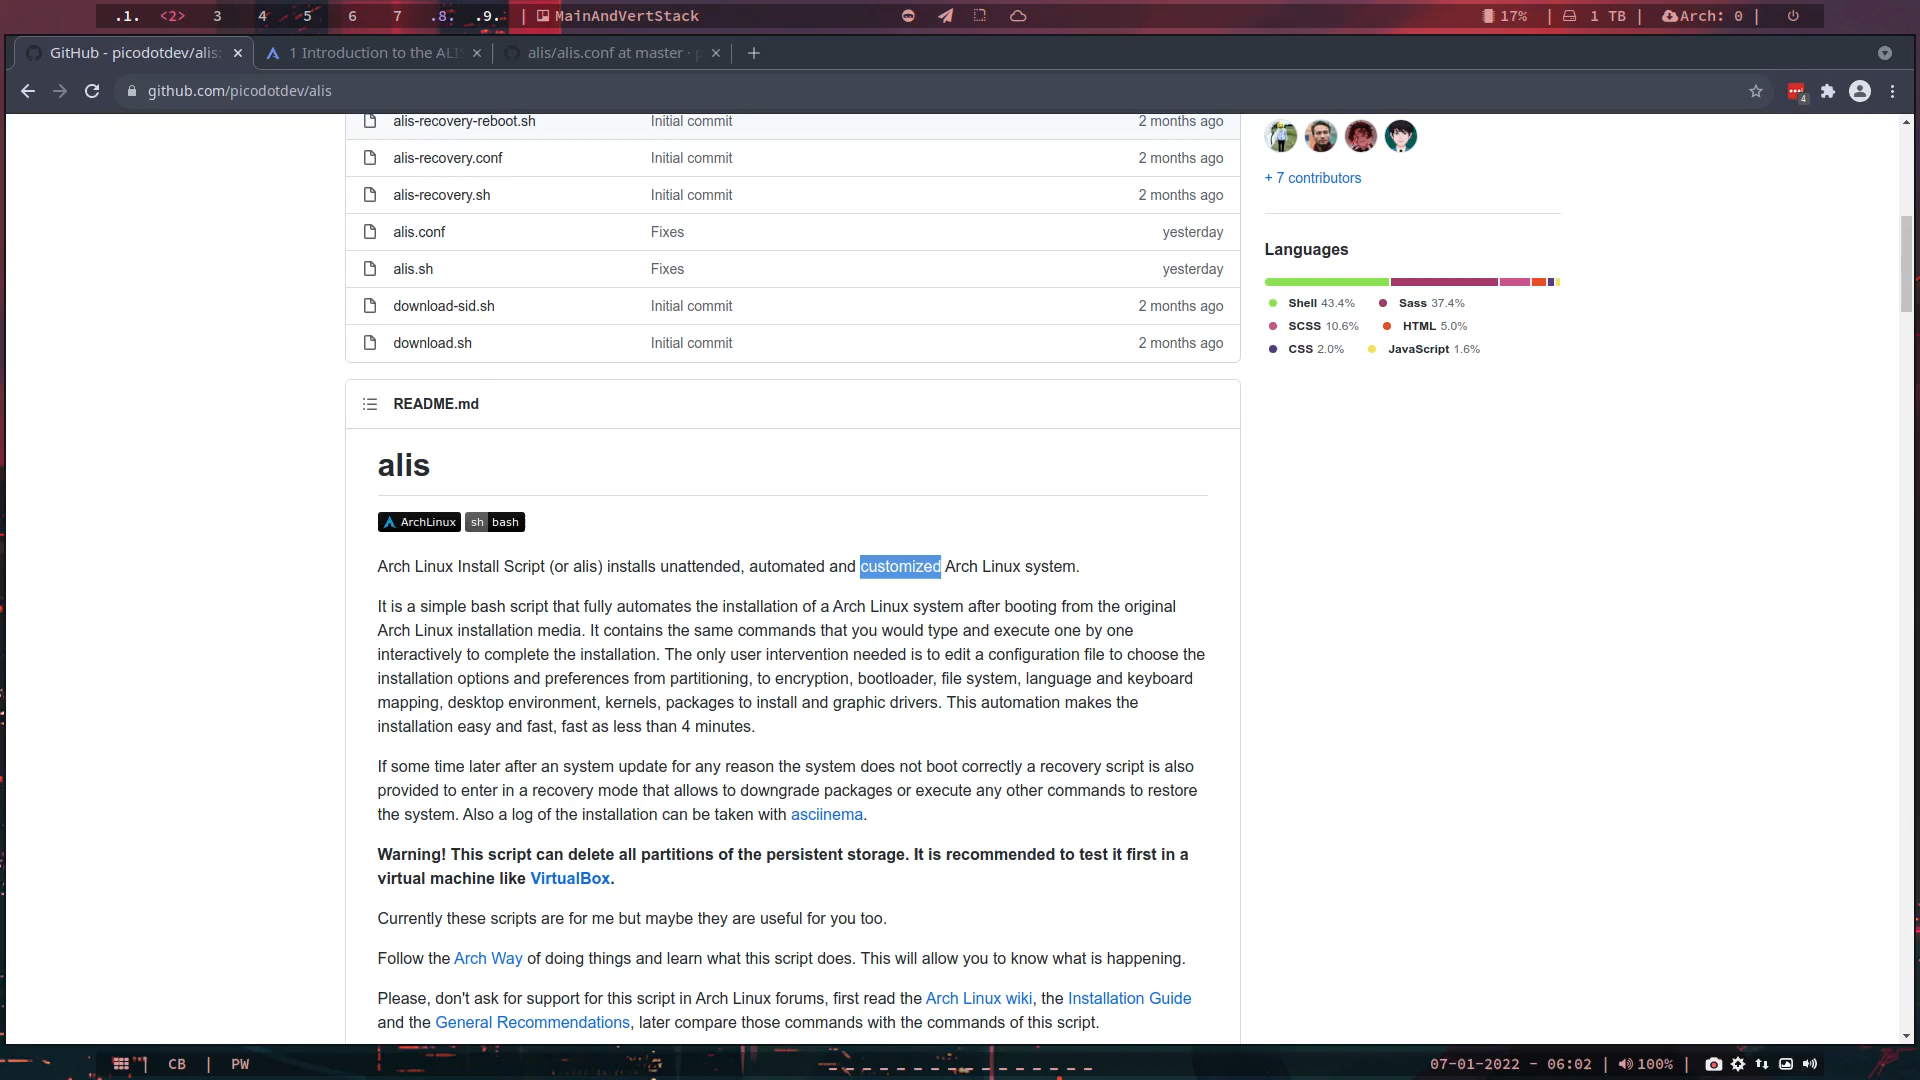 .1. <2> 3 4 5 6 7 .8. .9. | MainAndVertStack 17% | 1 TB | Arch: 0 |
GitHub - picodotdev/alis: 1 Introduction to the ALI alis/alis.conf at master ·
github.com/picodotdev/alis 4
alis-recovery-reboot.sh Initial commit 2 months ago
alis-recovery.conf Initial commit 2 months ago
alis-recovery.sh Initial commit 2 months ago
alis.conf Fixes yesterday
alis.sh Fixes yesterday
download-sid.sh Initial commit 2 months ago
download.sh Initial commit 2 months ago
+ 7 contributors
Languages
Shell 43.4% Sass 37.4%
SCSS 10.6% HTML 5.0%
CSS 2.0% JavaScript 1.6%
README.md
alis
ArchLinux sh bash
Arch Linux Install Script (or alis) installs unattended, automated and customized Arch Linux system.
It is a simple bash script that fully automates the installation of a Arch Linux system after booting from the original
Arch Linux installation media. It contains the same commands that you would type and execute one by one
interactively to complete the installation. The only user intervention needed is to edit a configuration file to choose the
installation options and preferences from partitioning, to encryption, bootloader, file system, language and keyboard
mapping, desktop environment, kernels, packages to install and graphic drivers. This automation makes the
installation easy and fast, fast as less than 4 minutes.
If some time later after an system update for any reason the system does not boot correctly a recovery script is also
provided to enter in a recovery mode that allows to downgrade packages or execute any other commands to restore
the system. Also a log of the installation can be taken with asciinema.
Warning! This script can delete all partitions of the persistent storage. It is recommended to test it first in a
virtual machine like VirtualBox.
Currently these scripts are for me but maybe they are useful for you too.
Follow the Arch Way of doing things and learn what this script does. This will allow you to know what is happening.
Please, don't ask for support for this script in Arch Linux forums, first read the Arch Linux wiki, the Installation Guide
and the General Recommendations, later compare those commands with the commands of this script.
| CB | PW 07-01-2022 - 06:02 | 100% |